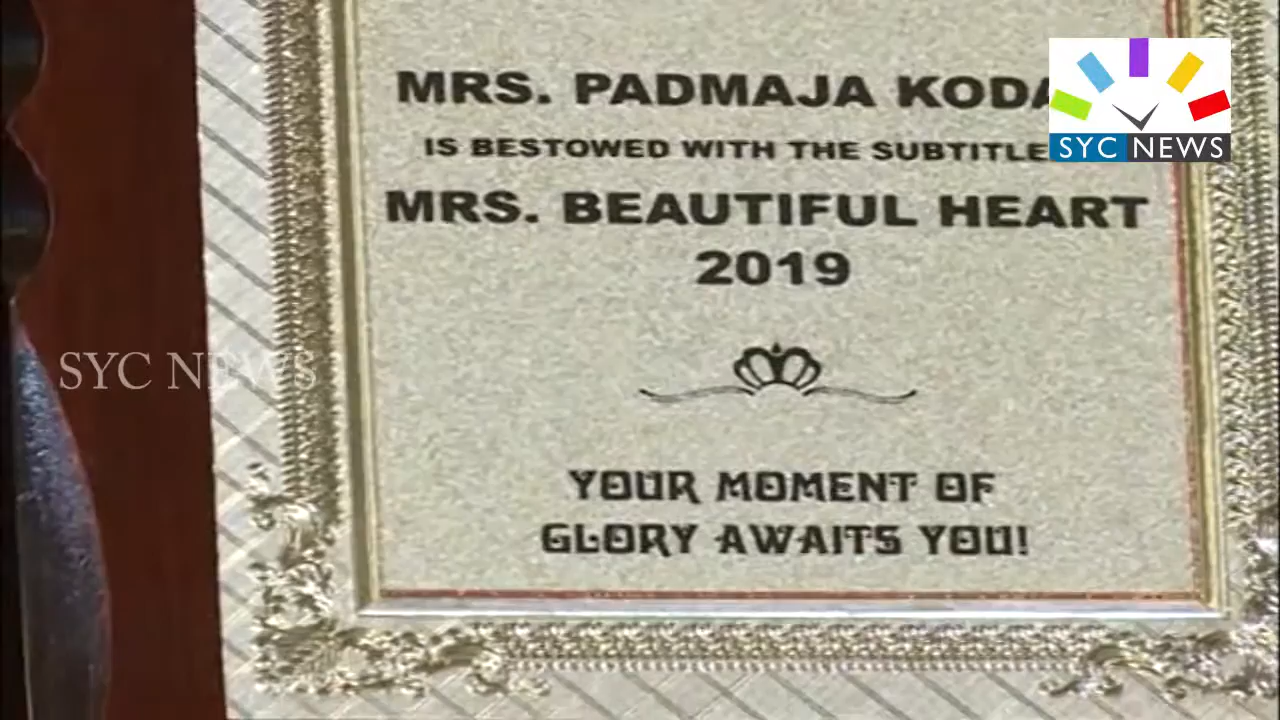 MRS. PADMAJA
IS BESTOWED WITH THE SUBTITLE
MRS. BEAUTIFUL HEART
2019
YOUR MOMENT OF
GLORY AWAITS YOU!
SYC NEWS
SYC NEWS